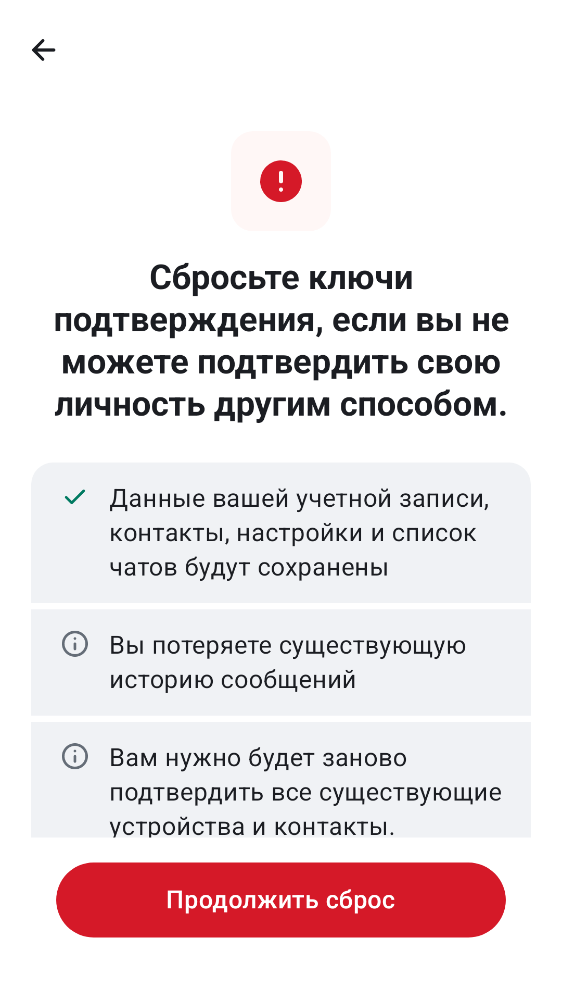 Сбросьте ключи
подтверждения, если вы не
можете подтвердить свою
личность другим способом.
Данные вашей учетной записи,
контакты, настройки и список
чатов будут сохранены
Вы потеряете существующую
историю сообщений
Вам нужно будет заново
подтвердить все существующие
устройства и контакты.
Продолжить сброс